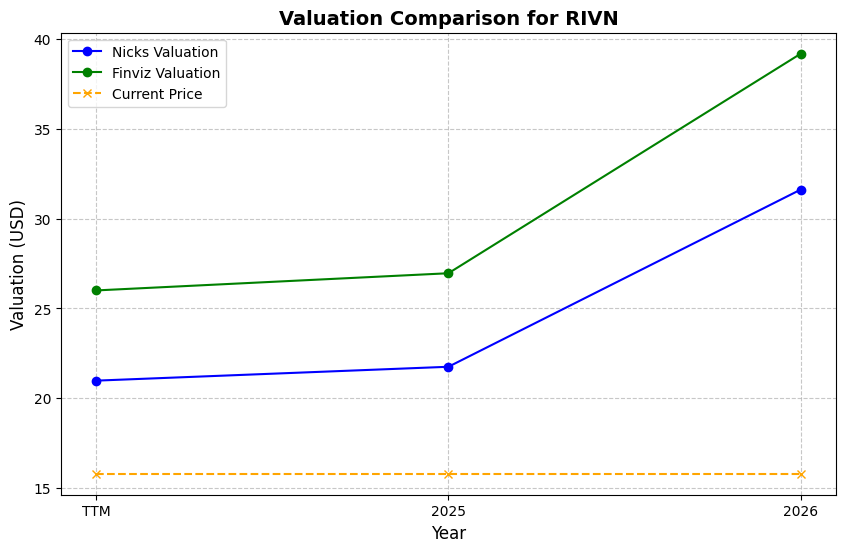 Valuation Comparison for RIVN
Nicks Valuation
Finviz Valuation
Current Price
Valuation (USD)
40
35
30
25
20
15
TTM 2025 2026
Year